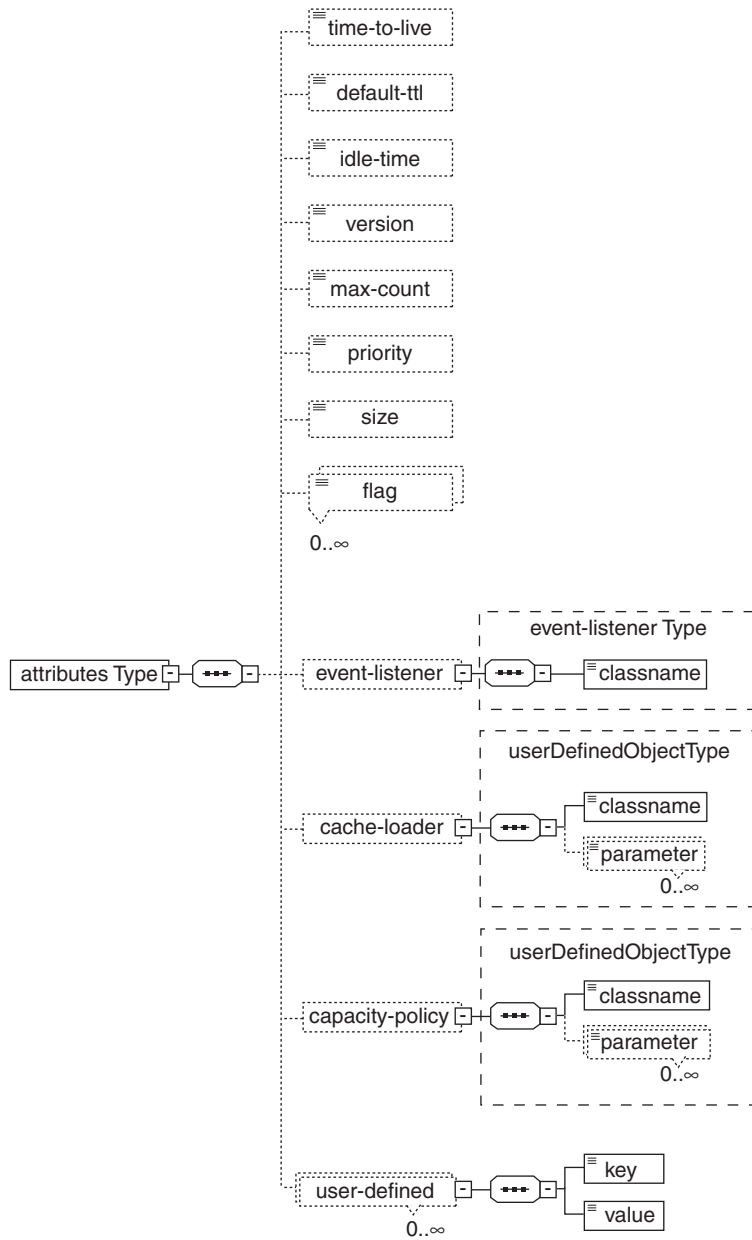 time-to-live
default-ttl
idle-time
version
max-count
priority
size
flag
0..∞
attributes Type
event-listener
event-listener Type
classname
cache-loader
userDefinedObjectType
classname
parameter
0..∞
capacity-policy
userDefinedObjectType
classname
parameter
0..∞
user-defined
0..∞
key
value